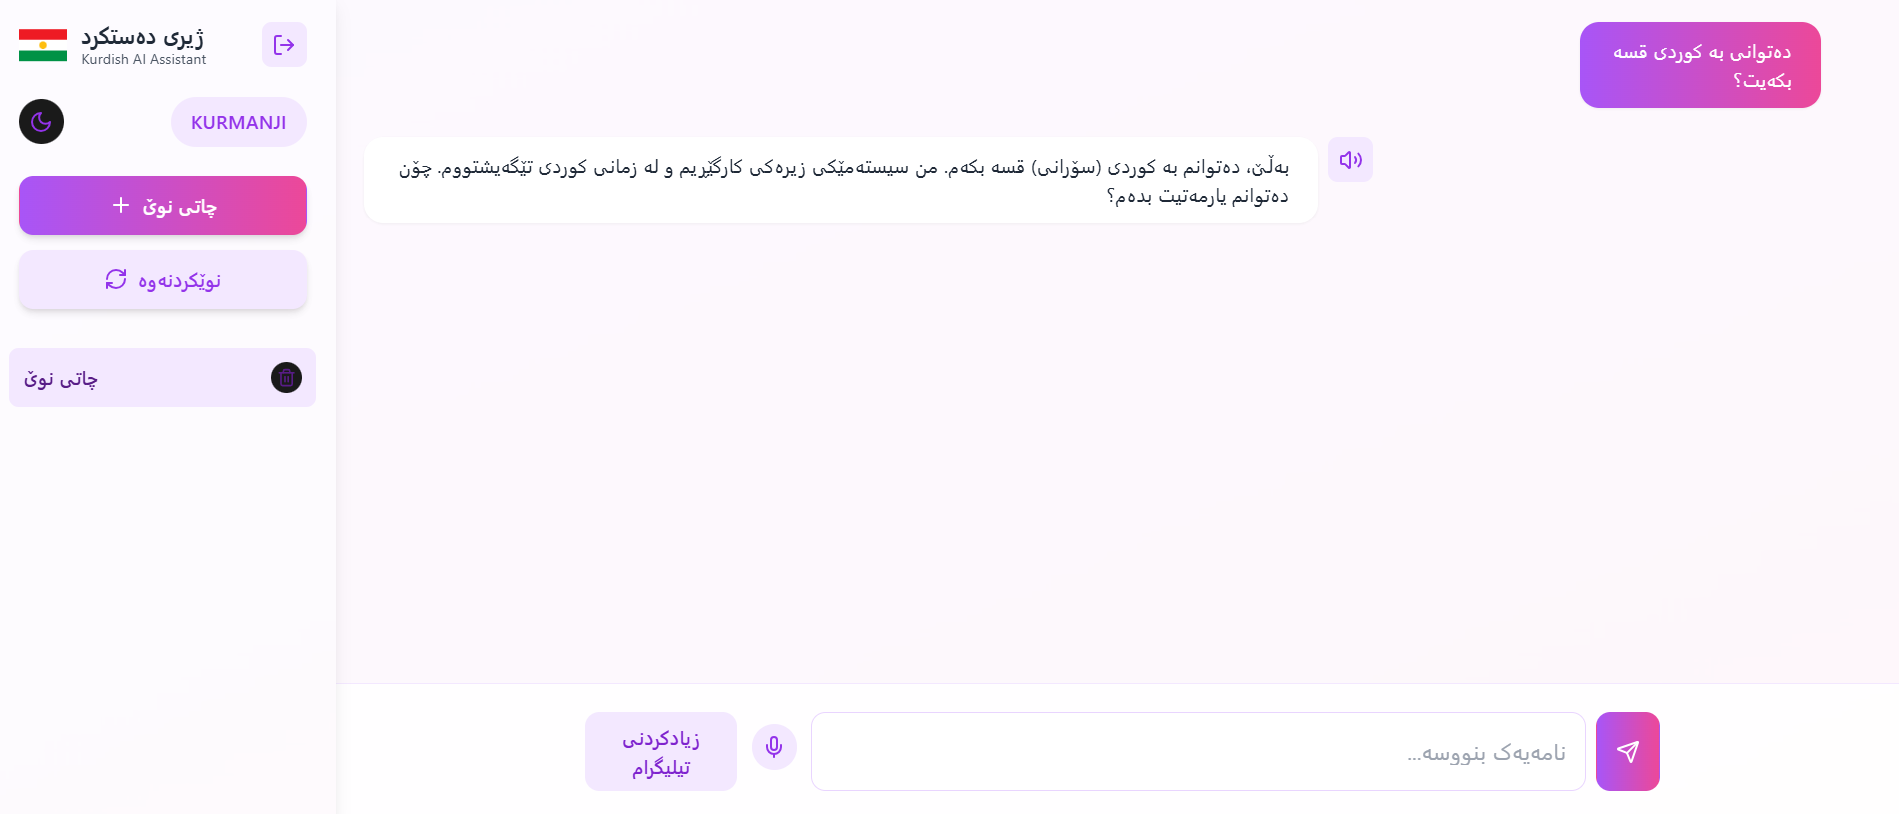 ژیری دەستکرد
Kurdish AI Assistant
KURMANJI
چاتی نوێ
نوێکردنەوە
چاتی نوێ
دەتوانی بە کوردی قسە
بکەیت؟
بەڵێ، دەتوانم بە کوردی (سۆرانی) قسە بکەم. من سیستەمێکی زیرەکی کارگێڕیم و لە زمانی کوردی تێگەیشتووم. چۆن
دەتوانم یارمەتیت بدەم؟
زیادکردنی
تیلیگرام
نامەیەک بنووسە...